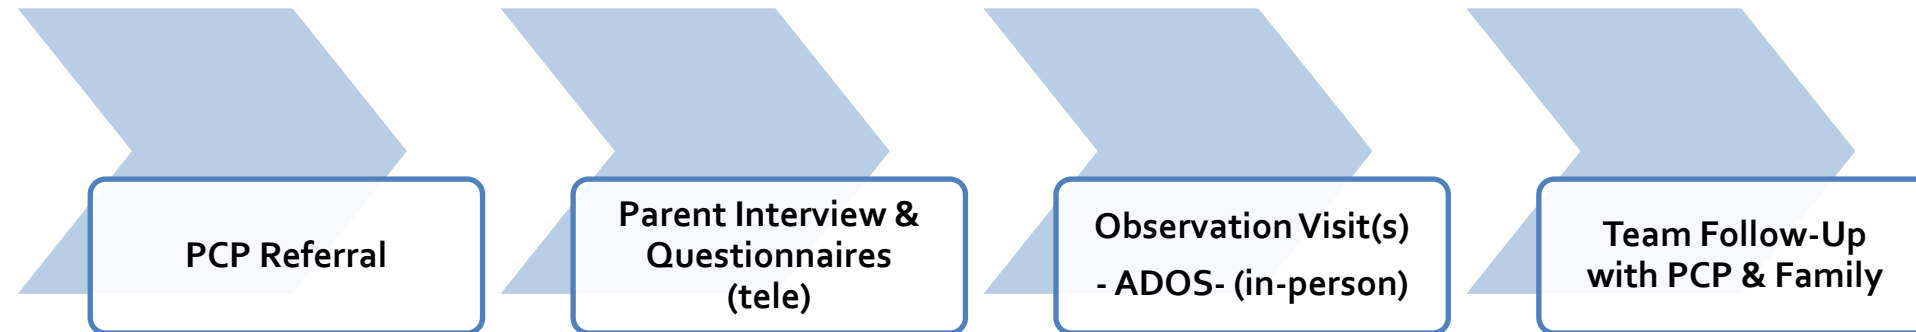 PCP Referral
Parent Interview &
Questionnaires
(tele)
Observation Visit(s)
- ADOS- (in-person)
Team Follow-Up
with PCP & Family